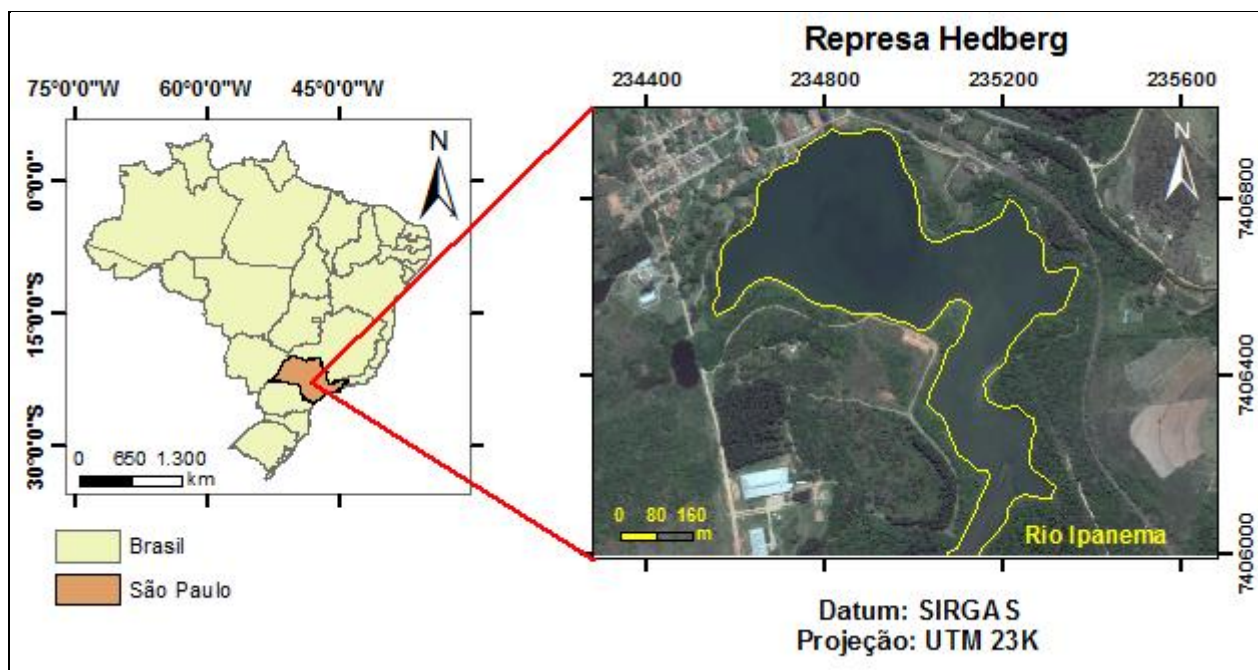 Represa Hedberg
75°0'0"W 60°0'0"W 45°0'0"W
234400 234800 235200 235600
N
N
0°0'0"
15°0'0"S
30°0'0"S
7406800
7406400
7406000
0 650 1.300
km
0 80 160
m
Rio Ipanema
Brasil
São Paulo
Datum: SIRGAS
Projeção: UTM 23K